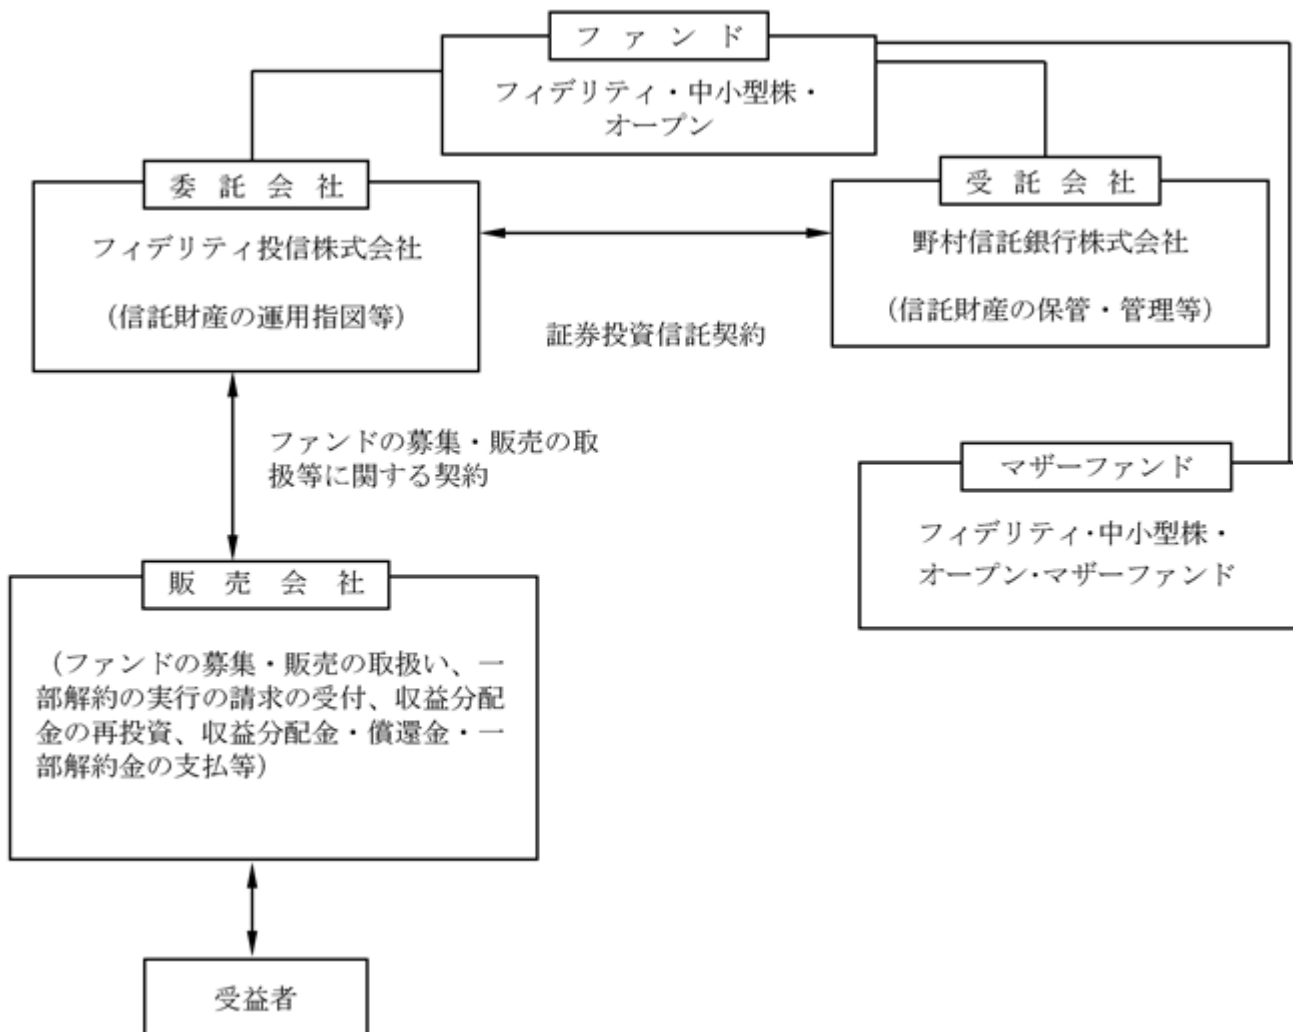 ファンド
フィデリティ・中小型株・
オープン
委託会社
フィデリティ投信株式会社
（信託財産の運用指図等）
受託会社
野村信託銀行株式会社
（信託財産の保管・管理等）
証券投資信託契約
ファンドの募集・販売の取
扱等に関する契約
マザーファンド
フィデリティ・中小型株・
オープン・マザーファンド
販売会社
（ファンドの募集・販売の取扱い、一
部解約の実行の請求の受付、収益分配
金の再投資、収益分配金・償還金・一
部解約金の支払等）
受益者